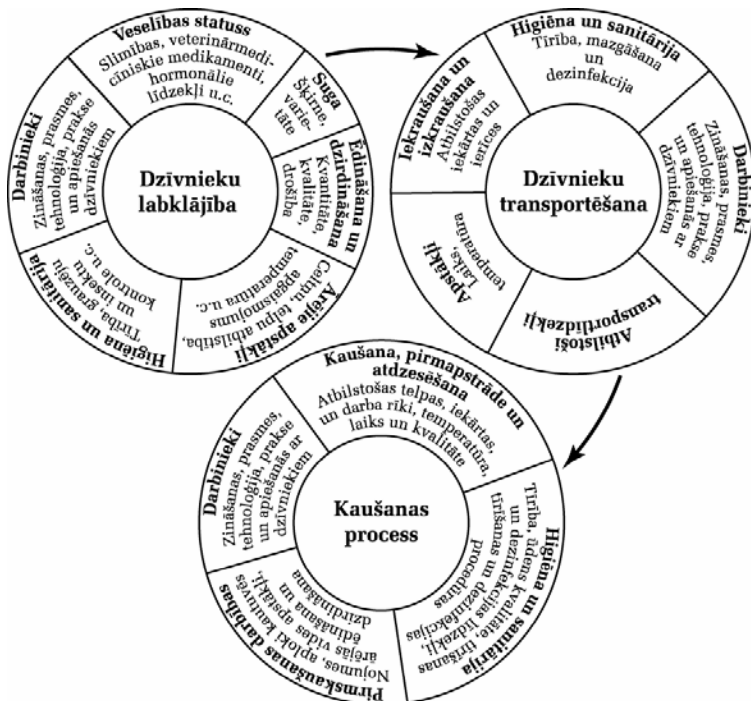 Veselības statuss
Slimības, veterinārmedi-
cīniskie medikamenti,
hormonālie
līdzekļi u.c.
Suga
Šķirne,
varie-
tāte
Ēdināšana un
dzirdināšana
Kvantitāte,
kvalitāte,
drošība
Ārējie apstākļi
Celtņu, telpu atbilstība,
apgaismojums
temperatūra u.c.
Higiēna un sanitārija
Tīrība, grauzēju
un insektu
kontrole u.c.
Darbinieki
Zināšanas, prasmes,
tehnoloģija, prakse
un apiešanās
dzīvniekiem
Dzīvnieku
labklājība
Higiēna un sanitārija
Tīrība, mazgāšana
un
dezinfekcija
Darbinieki
Zināšanas, prasmes,
tehnoloģija, prakse
un apiešanās ar
dzīvniekiem
Atbilstoši
transportlīdzekļi
Apstākļi
Laiks,
temperatūra
Iekraušana un
izkraušana
Atbilstošas
iekārtas un
ierīces
Dzīvnieku
transportēšana
Kaušana, pirmapstrāde un
atdzesēšana
Atbilstošas telpas, iekārtas,
un darba rīki, temperatūra,
laiks un kvalitāte
Higiēna un sanitārija
Tīrība, ūdens kvalitāte, tīrīšanas
un dezinfekcijas līdzekļi,
tīrīšanas un dezinfekcijas
procedūras
Pirmskaušanas darbības
Nojumes, aploki kautuvēs
ārējās vides apstākļi,
ēdināšana un
dzirdināšana
Darbinieki
Zināšanas, prasmes,
tehnoloģija, prakse
un apiešanās ar
dzīvniekiem
Kaušanas
process